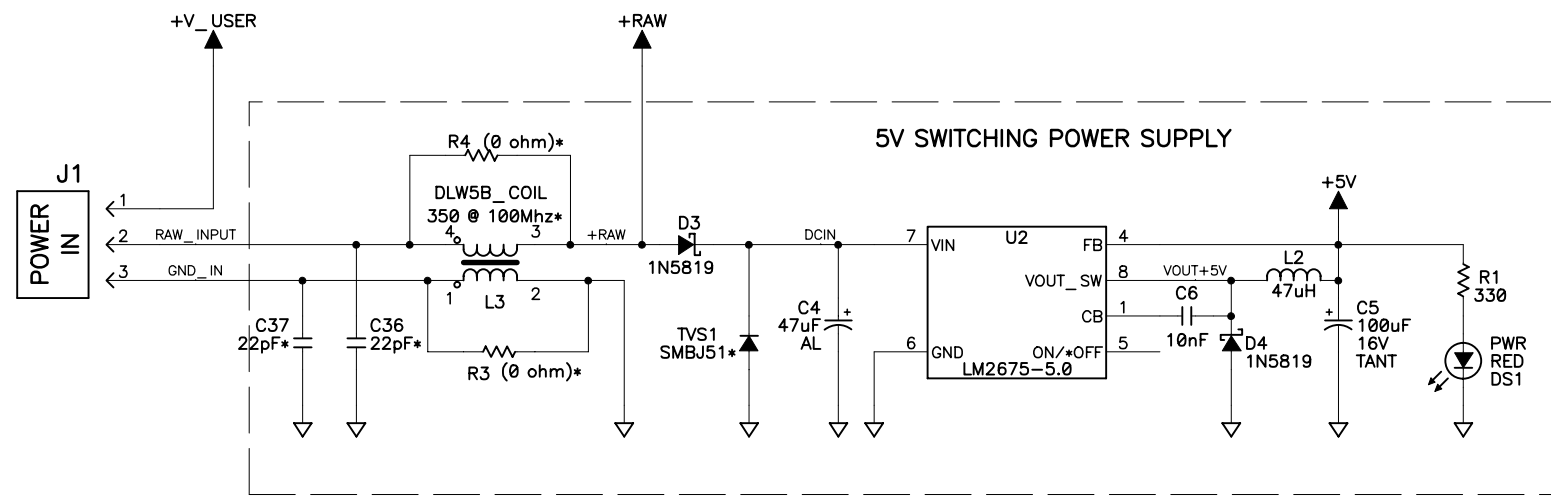 +V_USER
+RAW
5V SWITCHING POWER SUPPLY
R4 (0 ohm)*
DLW5B_COIL
350 @ 100Mhz*
4
3
1
2
L3
R3 (0 ohm)*
J1
POWER
IN
1
2
3
RAW_INPUT
GND_IN
C37
22pF*
C36
22pF*
+RAW
D3
1N5819
TVS1
SMBJ51*
DCIN
C4
47uF
AL
+
7
6
U2
VIN
GND
FB
VOUT_SW
CB
ON/*OFF
LM2675-5.0
4
8
1
5
VOUT+5V
C6
10nF
D4
1N5819
L2
47uH
+5V
+
C5
100uF
16V
TANT
R1
330
PWR
RED
DS1